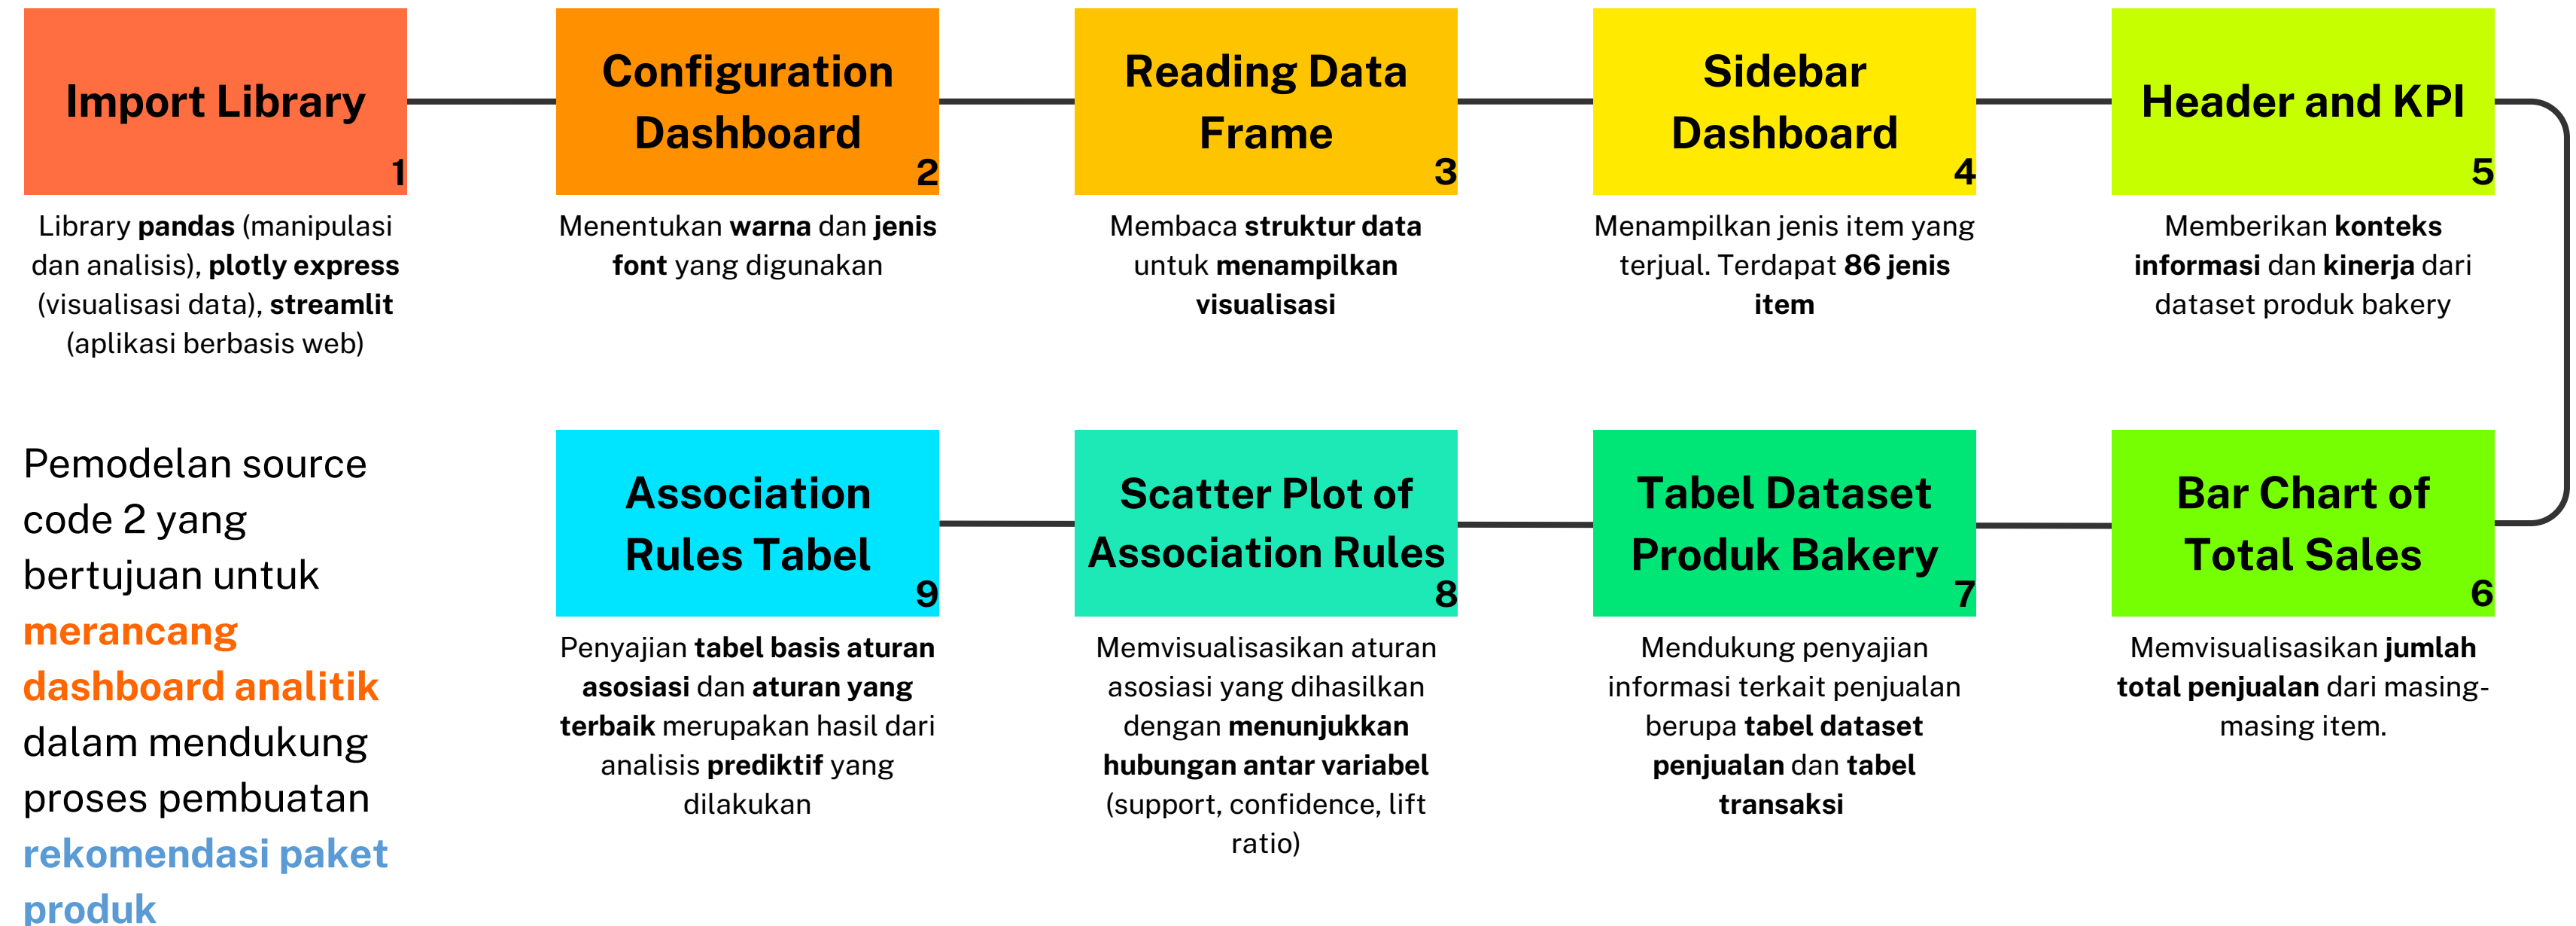 Import Library
1
Library pandas (manipulasi
dan analisis), plotly express
(visualisasi data), streamlit
(aplikasi berbasis web)
Configuration
Dashboard
2
Menentukan warna dan jenis
font yang digunakan
Reading Data
Frame
3
Membaca struktur data
untuk menampilkan
visualisasi
Sidebar
Dashboard
4
Menampilkan jenis item yang
terjual. Terdapat 86 jenis
item
Header and KPI
5
Memberikan konteks
informasi dan kinerja dari
dataset produk bakery
Bar Chart of
Total Sales
6
Memvisualisasikan jumlah
total penjualan dari masing-
masing item.
Tabel Dataset
Produk Bakery
7
Mendukung penyajian
informasi terkait penjualan
berupa tabel dataset
penjualan dan tabel
transaksi
Scatter Plot of
Association Rules
8
Memvisualisasikan aturan
asosiasi yang dihasilkan
dengan menunjukkan
hubungan antar variabel
(support, confidence, lift
ratio)
Association
Rules Tabel
9
Penyajian tabel basis aturan
asosiasi dan aturan yang
terbaik merupakan hasil dari
analisis prediktif yang
dilakukan
Pemodelan source
code 2 yang
bertujuan untuk
merancang
dashboard analitik
dalam mendukung
proses pembuatan
rekomendasi paket
produk